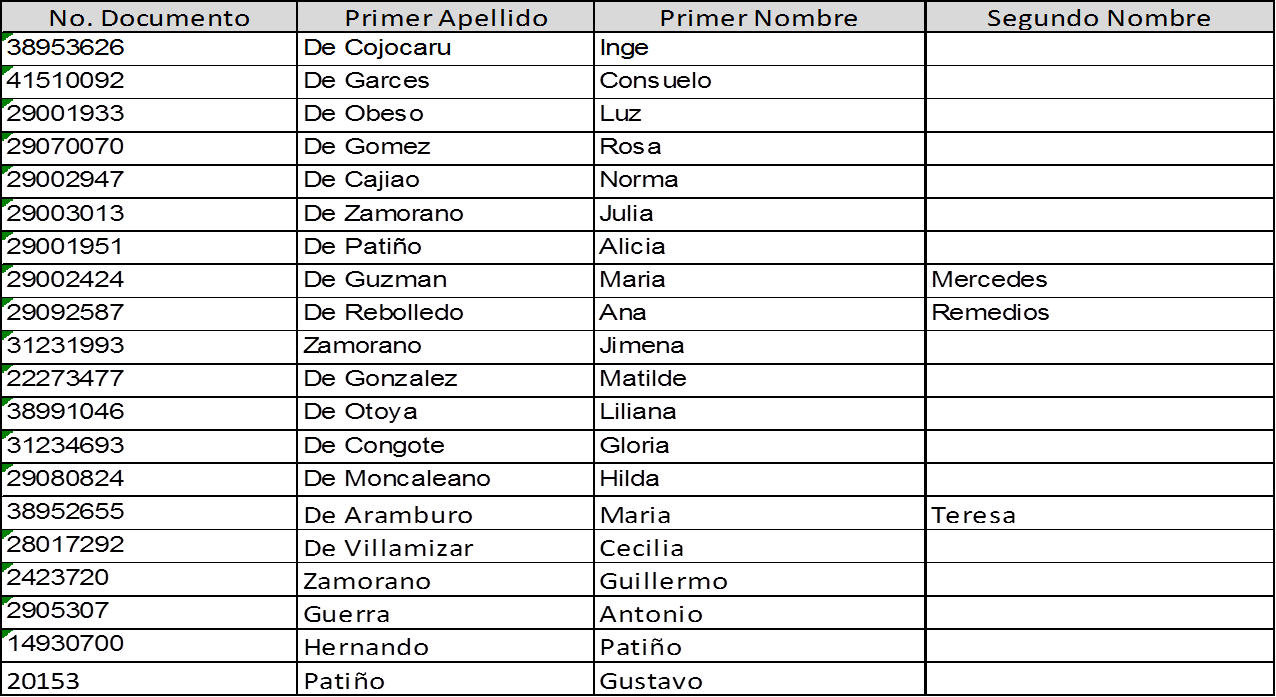 No. Documento Primer Apellido Primer Nombre Segundo Nombre
38953626 De Cojocaru Inge
41510092 De Garces Consuelo
29001933 De Obeso Luz
29070070 De Gomez Rosa
29002947 De Cajiao Norma
29003013 De Zamorano Julia
29001951 De Patiño Alicia
29002424 De Guzman Maria Mercedes
29092587 De Rebolledo Ana Remedios
31231993 Zamorano Jimena
22273477 De Gonzalez Matilde
38991046 De Otoya Liliana
31234693 De Congote Gloria
29080824 De Moncaleano Hilda
38952655 De Aramburo Maria Teresa
28017292 De Villamizar Cecilia
2423720 Zamorano Guillermo
2905307 Guerra Antonio
14930700 Hernando Patiño
20153 Patiño Gustavo